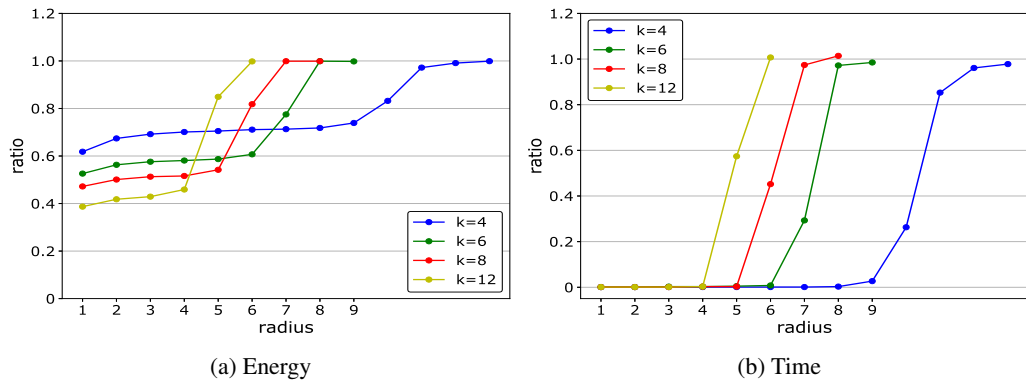 1.2
1.0
0.8
0.6
0.4
0.2
0
ratio
1 2 3 4 5 6 7 8 9
radius
k=4
k=6
k=8
k=12
(a) Energy
1.2
1.0
0.8
0.6
0.4
0.2
0
ratio
1 2 3 4 5 6 7 8 9
radius
k=4
k=6
k=8
k=12
(b) Time